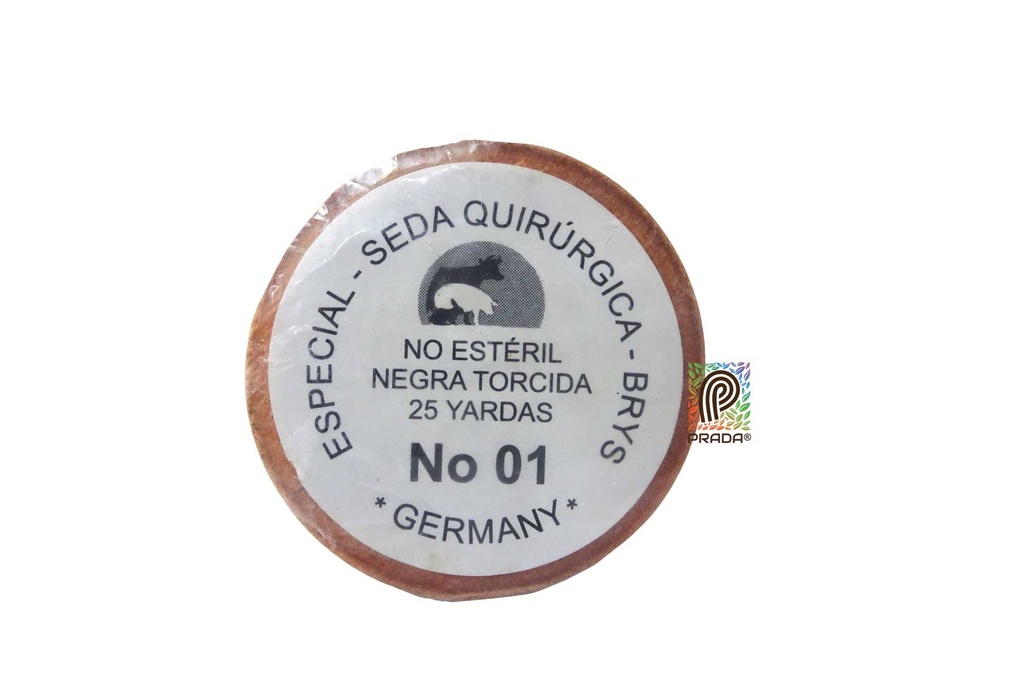 ESPECIAL - SEDA QUIRÚRGICA - BRYS
NO ESTÉRIL
NEGRA TORCIDA
25 YARDAS
No 01
* GERMANY *
PRADA®